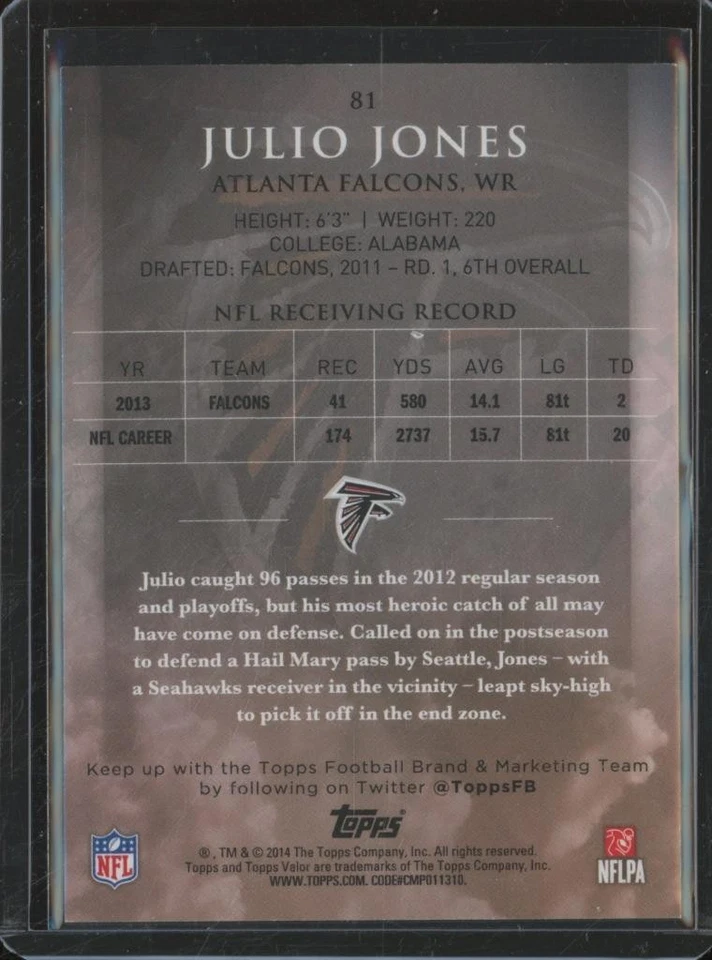 81
JULIO JONES
ATLANTA FALCONS, WR
HEIGHT: 6'3" | WEIGHT: 220
COLLEGE: ALABAMA
DRAFTED: FALCONS, 2011 – RD. 1, 6TH OVERALL
NFL RECEIVING RECORD
YR TEAM REC YDS AVG LG TD
2013 FALCONS 41 580 14.1 81t 2
NFL CAREER 174 2737 15.7 81t 20
Julio caught 96 passes in the 2012 regular season
and playoffs, but his most heroic catch of all may
have come on defense. Called on in the postseason
to defend a Hail Mary pass by Seattle, Jones – with
a Seahawks receiver in the vicinity – leapt sky-high
to pick it off in the end zone.
Keep up with the Topps Football Brand & Marketing Team
by following on Twitter @ToppsFB
Topps®
NFL
NFLPA
®, TM & © 2014 The Topps Company, Inc. All rights reserved.
Topps and Topps Valor are trademarks of The Topps Company, Inc.
WWW.TOPPS.COM. CODE#CMP011310.